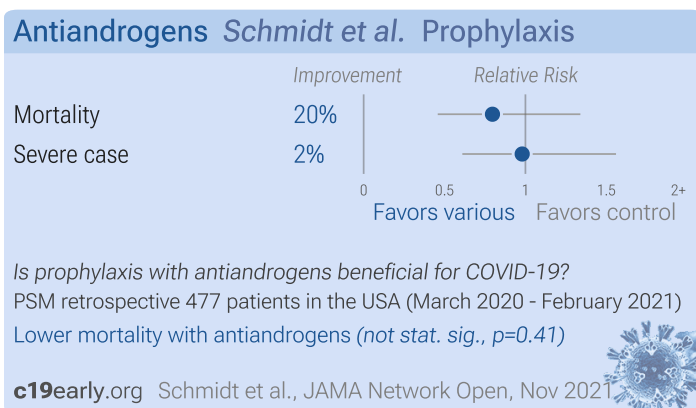 Antiandrogens Schmidt et al. Prophylaxis
Improvement Relative Risk
Mortality 20%
Severe case 2%
0 0.5 1 1.5 2+
Favors various Favors control
Is prophylaxis with antiandrogens beneficial for COVID-19?
PSM retrospective 477 patients in the USA (March 2020 - February 2021)
Lower mortality with antiandrogens (not stat. sig., p=0.41)
c19early.org Schmidt et al., JAMA Network Open, Nov 2021